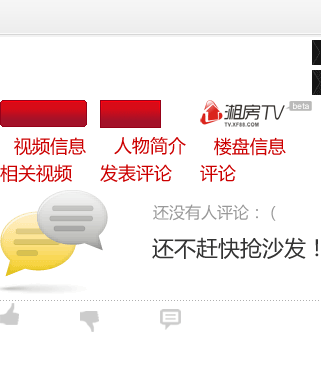 湘房TV beta
TV.XF88.COM
视频信息 人物简介 楼盘信息
相关视频 发表评论 评论
还没有人评论：（
还不赶快抢沙发！